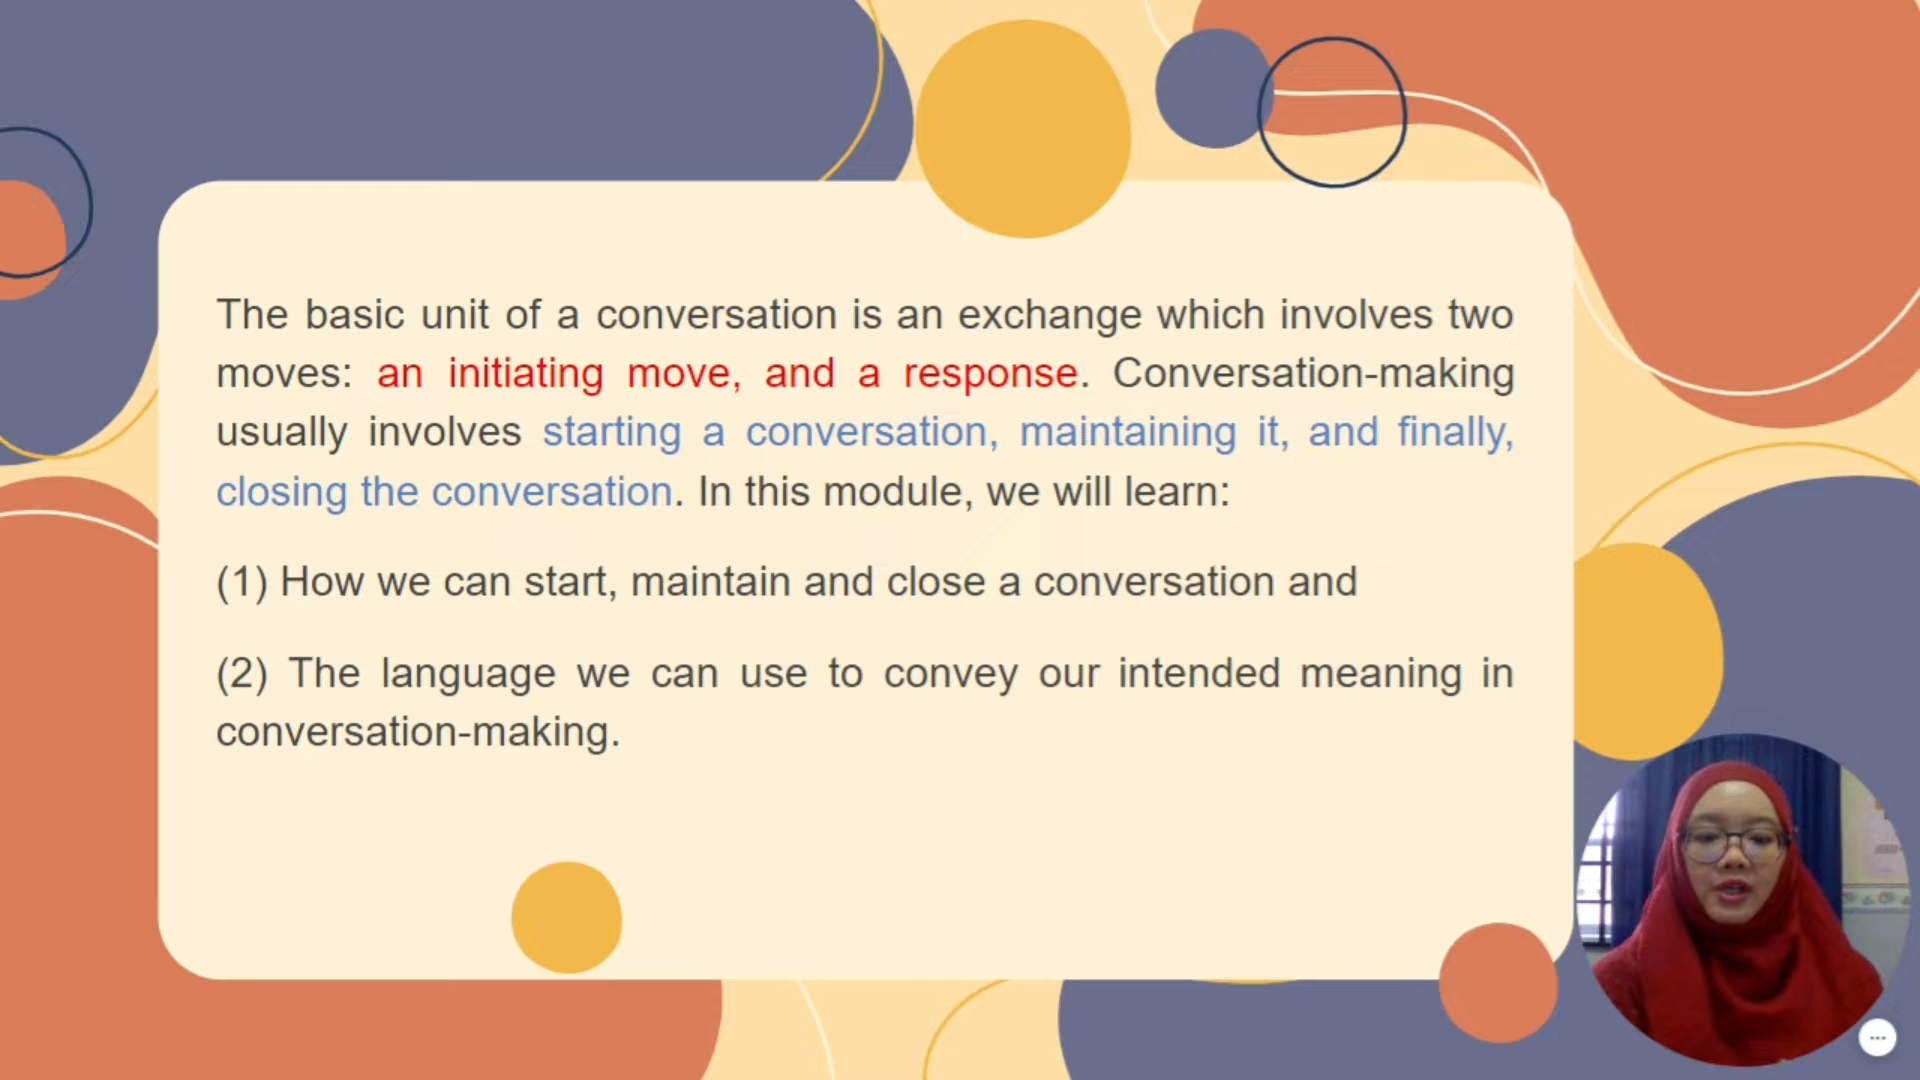 The basic unit of a conversation is an exchange which involves two
moves: an initiating move, and a response. Conversation-making
usually involves starting a conversation, maintaining it, and finally,
closing the conversation. In this module, we will learn:
(1) How we can start, maintain and close a conversation and
(2) The language we can use to convey our intended meaning in
conversation-making.